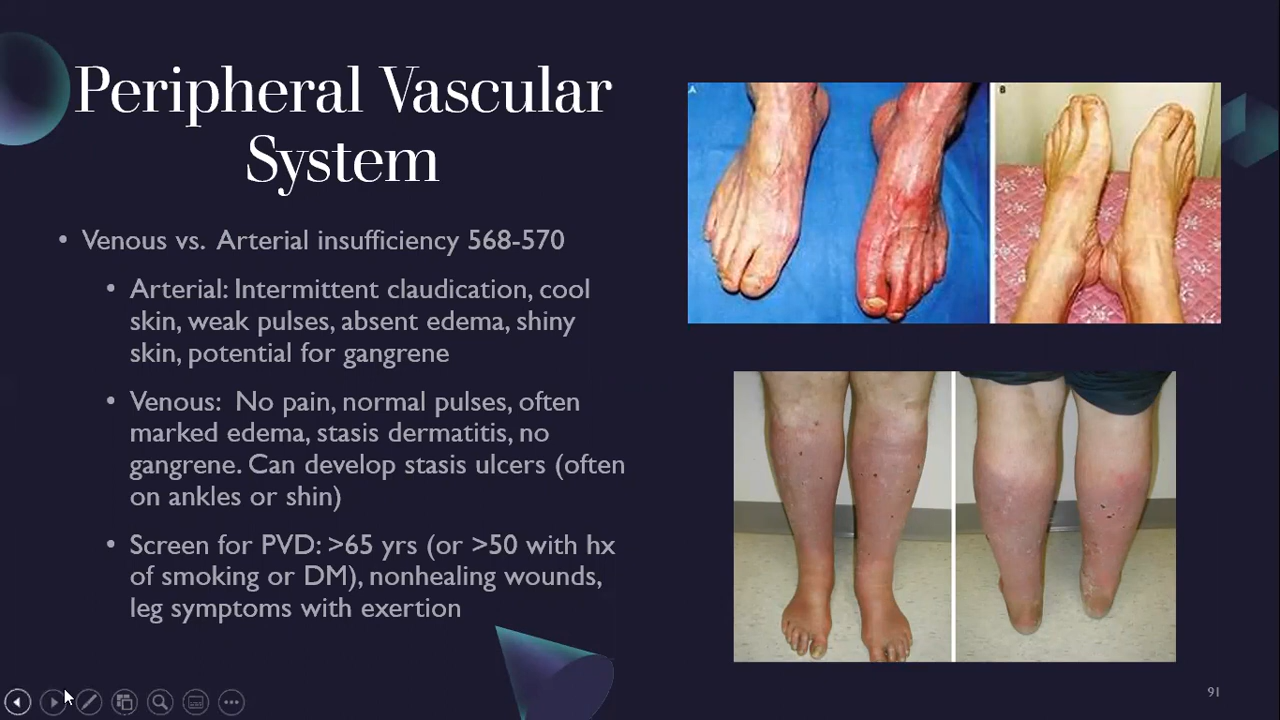 Peripheral Vascular
System
• Venous vs. Arterial insufficiency 568-570
• Arterial: Intermittent claudication, cool
skin, weak pulses, absent edema, shiny
skin, potential for gangrene
• Venous: No pain, normal pulses, often
marked edema, stasis dermatitis, no
gangrene. Can develop stasis ulcers (often
on ankles or shin)
• Screen for PVD: >65 yrs (or >50 with hx
of smoking or DM), nonhealing wounds,
leg symptoms with exertion
A
B
91